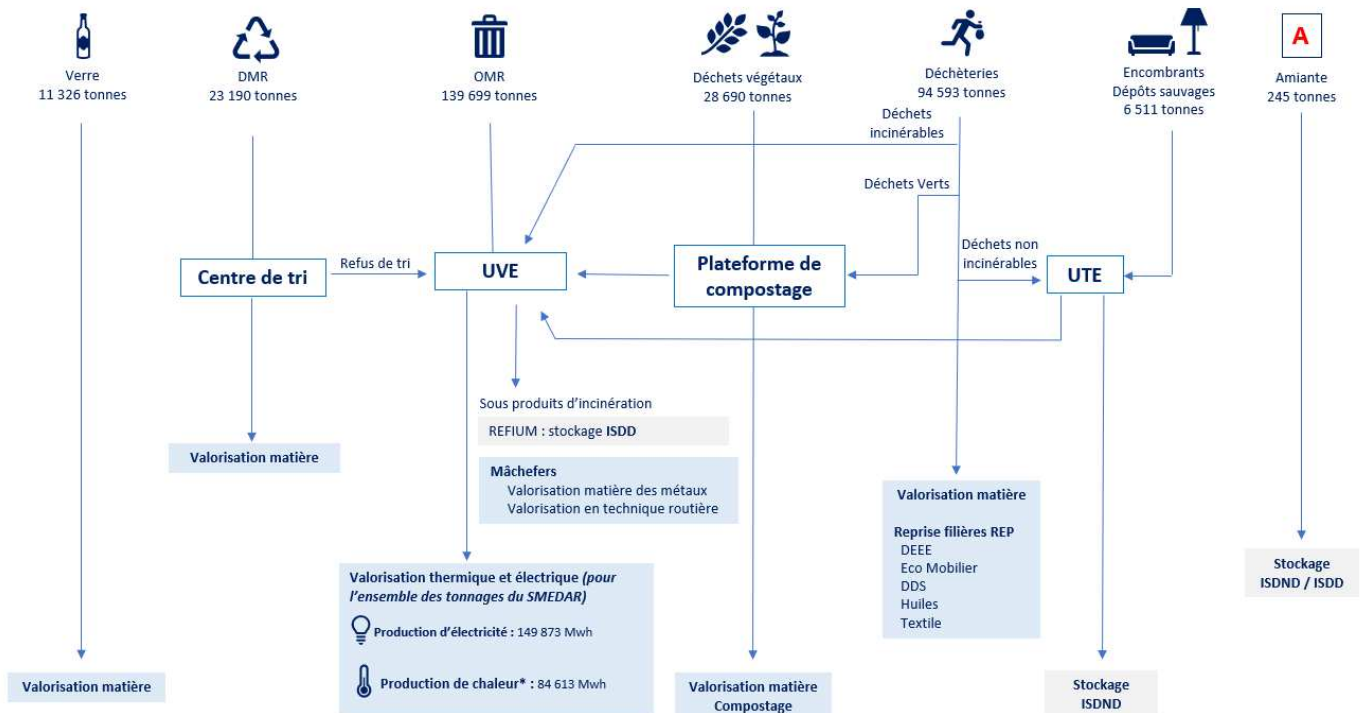 Verre
11 326 tonnes
DMR
23 190 tonnes
OMR
139 699 tonnes
Déchets végétaux
28 690 tonnes
Déchèteries
94 593 tonnes
Encombrants
Dépôts sauvages
6 511 tonnes
A
Amiante
245 tonnes
Déchets
incinérables
Déchets Verts
Centre de tri
Refus de tri
UVE
Plateforme de
compostage
Déchets non
incinérables
UTE
Sous produits d’incinération
REFIUM : stockage ISDD
Valorisation matière
Mâchefers
Valorisation matière des métaux
Valorisation en technique routière
Valorisation matière
Reprise filières REP
DEEE
Eco Mobilier
DDS
Huiles
Textile
Stockage
ISDND / ISDD
Valorisation thermique et électrique (pour
l’ensemble des tonnages du SMEDAR)
Production d’électricité : 149 873 Mwh
Production de chaleur* : 84 613 Mwh
Valorisation matière
Valorisation matière
Compostage
Stockage
ISDND